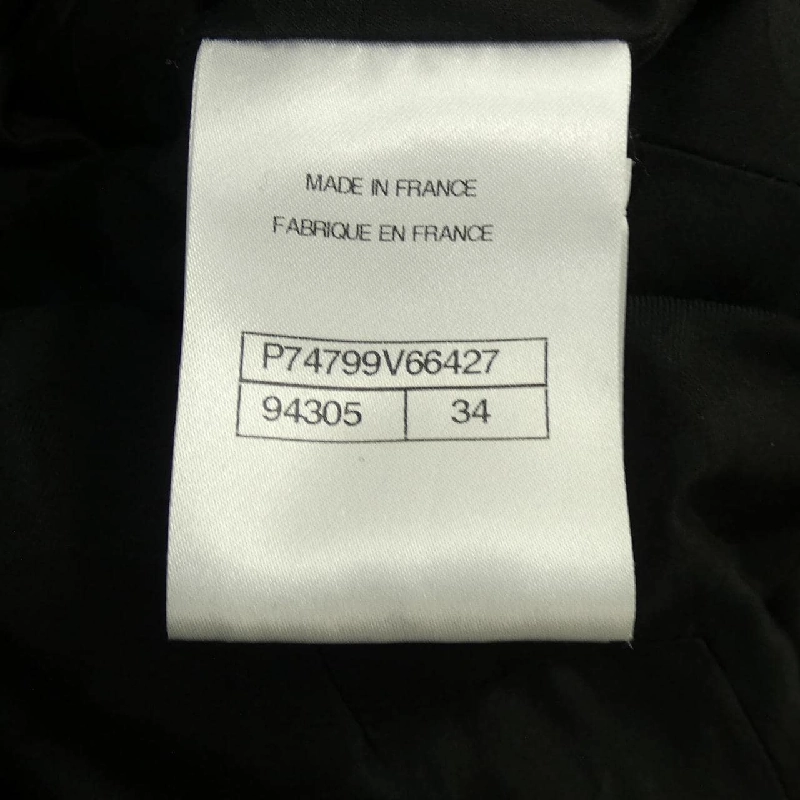 MADE IN FRANCE
FABRIQUE EN FRANCE
P74799V66427
94305 34